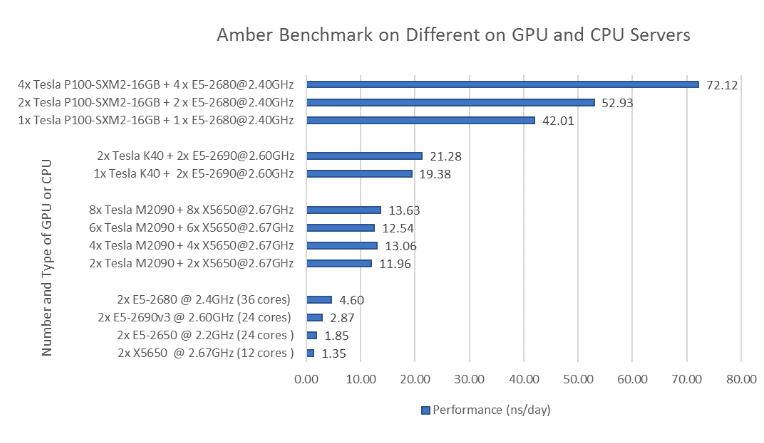 Amber Benchmark on Different on GPU and CPU Servers
Number and Type of GPU or CPU
4x Tesla P100-SXM2-16GB + 4 x E5-2680@2.40GHz 72.12
2x Tesla P100-SXM2-16GB + 2 x E5-2680@2.40GHz 52.93
1x Tesla P100-SXM2-16GB + 1 x E5-2680@2.40GHz 42.01
2x Tesla K40 + 2x E5-2690@2.60GHz 21.28
1x Tesla K40 + 2x E5-2690@2.60GHz 19.38
8x Tesla M2090 + 8x X5650@2.67GHz 13.63
6x Tesla M2090 + 6x X5650@2.67GHz 12.54
4x Tesla M2090 + 4x X5650@2.67GHz 13.06
2x Tesla M2090 + 2x X5650@2.67GHz 11.96
2x E5-2680 @ 2.4GHz (36 cores) 4.60
2x E5-2690v3 @ 2.60GHz (24 cores) 2.87
2x E5-2650 @ 2.2GHz (24 cores ) 1.85
2x X5650 @ 2.67GHz (12 cores ) 1.35
0.00 10.00 20.00 30.00 40.00 50.00 60.00 70.00 80.00
Performance (ns/day)